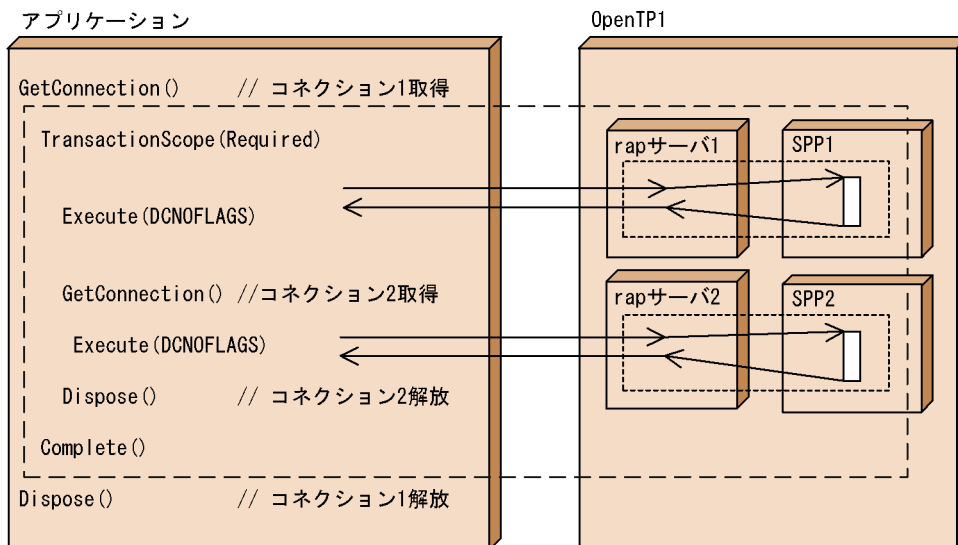 アプリケーション
OpenTP1
GetConnection() // コネクション1取得
TransactionScope(Required)
rapサーバ1
SPP1
Execute(DCNOFLAGS)
GetConnection() //コネクション2取得
rapサーバ2
SPP2
Execute(DCNOFLAGS)
Dispose() // コネクション2解放
Complete()
Dispose() // コネクション1解放